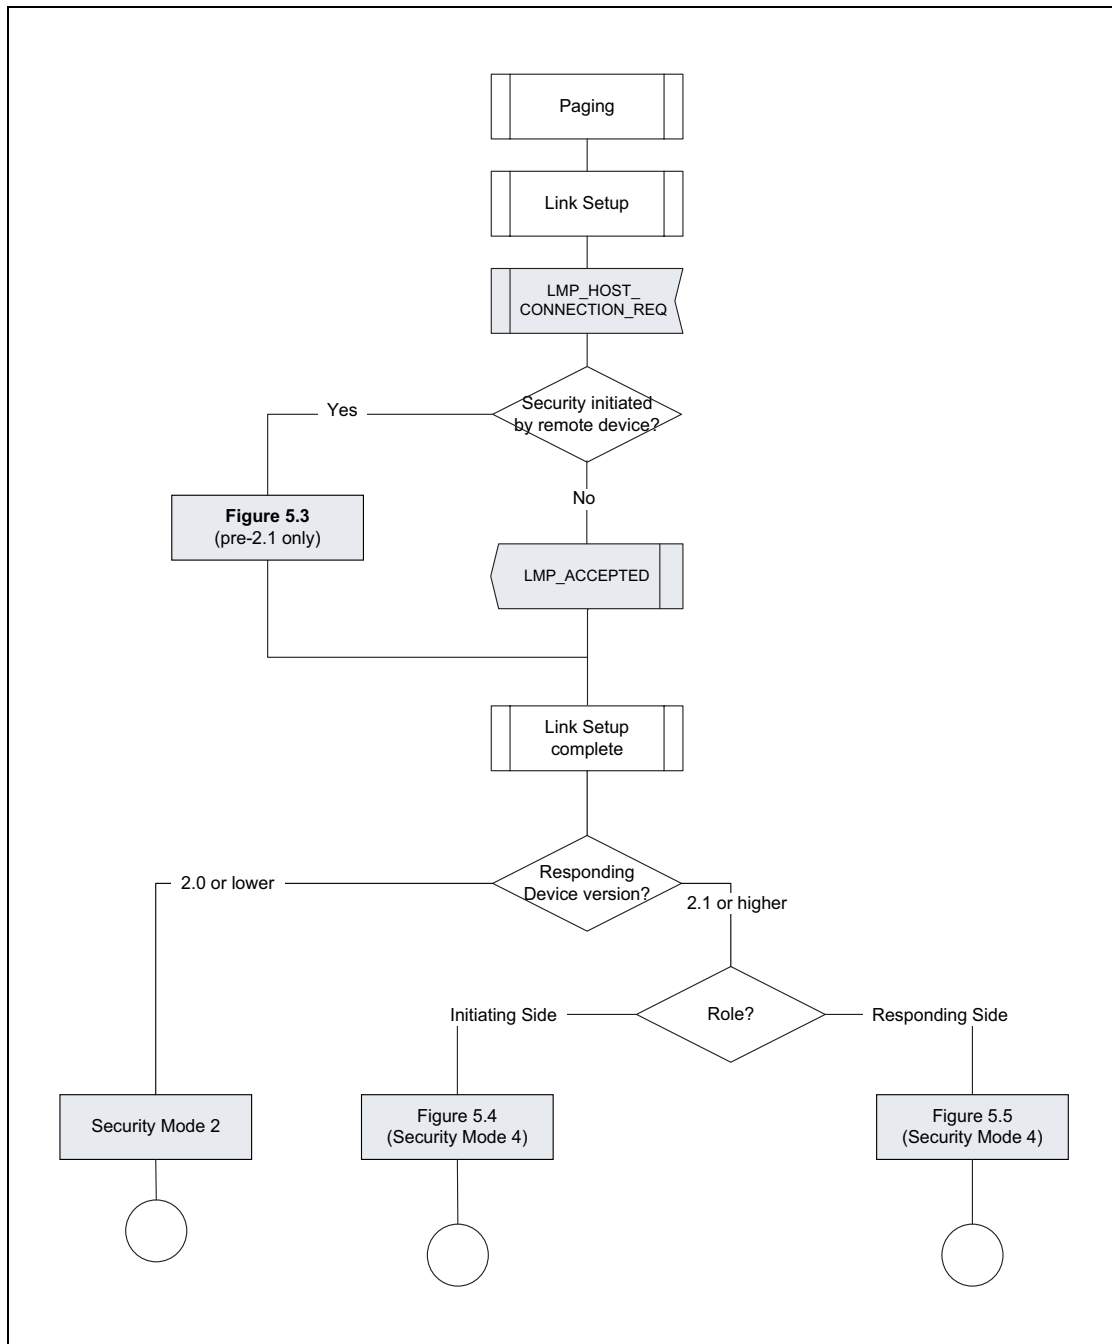 Paging
Link Setup
LMP_HOST_
CONNECTION_REQ
Security initiated
by remote device?
Yes
No
Figure 5.3
(pre-2.1 only)
LMP_ACCEPTED
Link Setup
complete
Responding
Device version?
2.0 or lower
2.1 or higher
Role?
Initiating Side
Responding Side
Security Mode 2
Figure 5.4
(Security Mode 4)
Figure 5.5
(Security Mode 4)